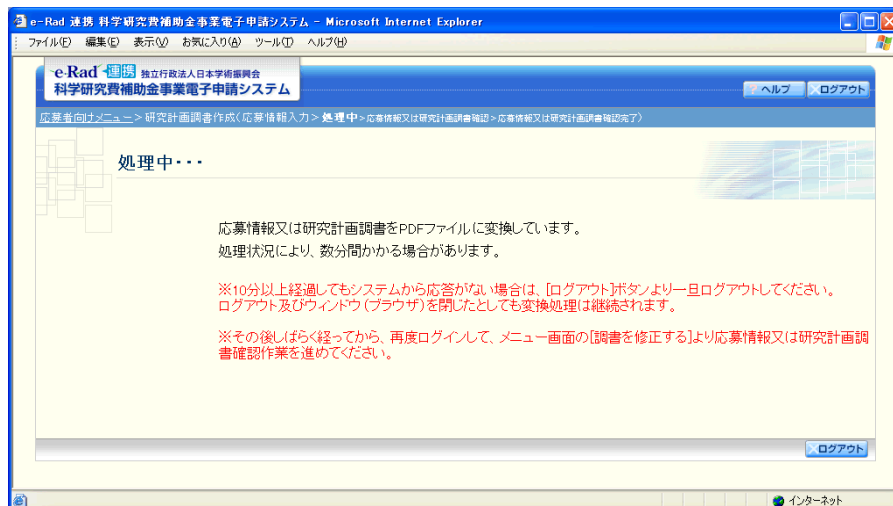 e-Rad 連携 科学研究費補助金事業電子申請システム - Microsoft Internet Explorer
ファイル(F) 編集(E) 表示(V) お気に入り(A) ツール(T) ヘルプ(H)
e-Rad 連携 独立行政法人日本学術振興会
科学研究費補助金事業電子申請システム
? ヘルプ ログアウト
応募者向けメニュー>研究計画調書作成(応募情報入力>処理中>応募情報又は研究計画調書確認>応募情報又は研究計画調書確認完了)
処理中・・・
応募情報又は研究計画調書をPDFファイルに変換しています。
処理状況により、数分間かかる場合があります。
※10分以上経過してもシステムから応答がない場合は、[ログアウト]ボタンより一旦ログアウトしてください。
ログアウト及びウィンドウ(ブラウザ)を閉じたとしても変換処理は継続されます。
※その後しばらく経ってから、再度ログインして、メニュー画面の[調書を修正する]より応募情報又は研究計画調
書確認作業を進めてください。
ログアウト
インターネット